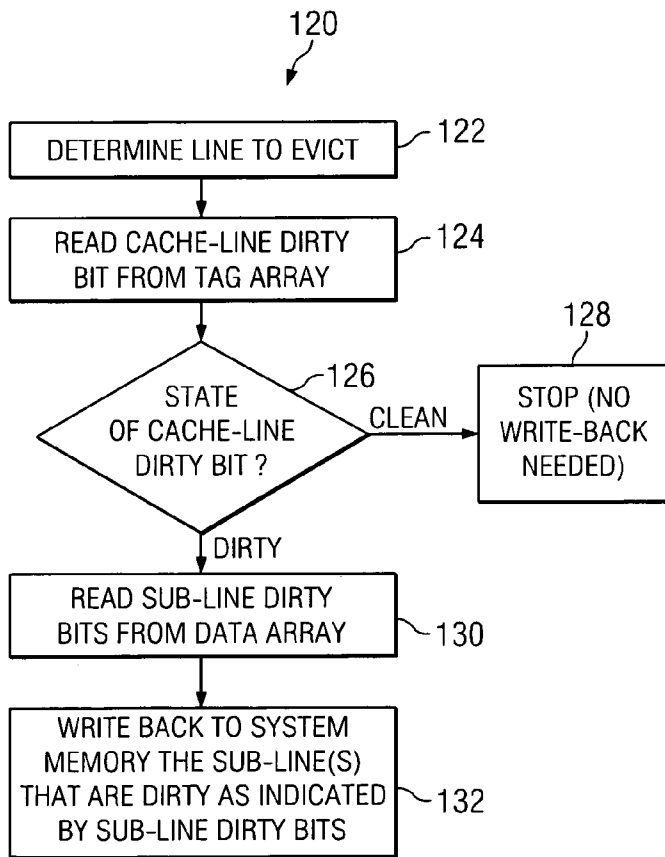 120
DETERMINE LINE TO EVICT
122
READ CACHE-LINE DIRTY
BIT FROM TAG ARRAY
124
STATE
OF CACHE-LINE
DIRTY BIT ?
126
CLEAN
128
STOP (NO
WRITE-BACK
NEEDED)
DIRTY
READ SUB-LINE DIRTY
BITS FROM DATA ARRAY
130
WRITE BACK TO SYSTEM
MEMORY THE SUB-LINE(S)
THAT ARE DIRTY AS INDICATED
BY SUB-LINE DIRTY BITS
132